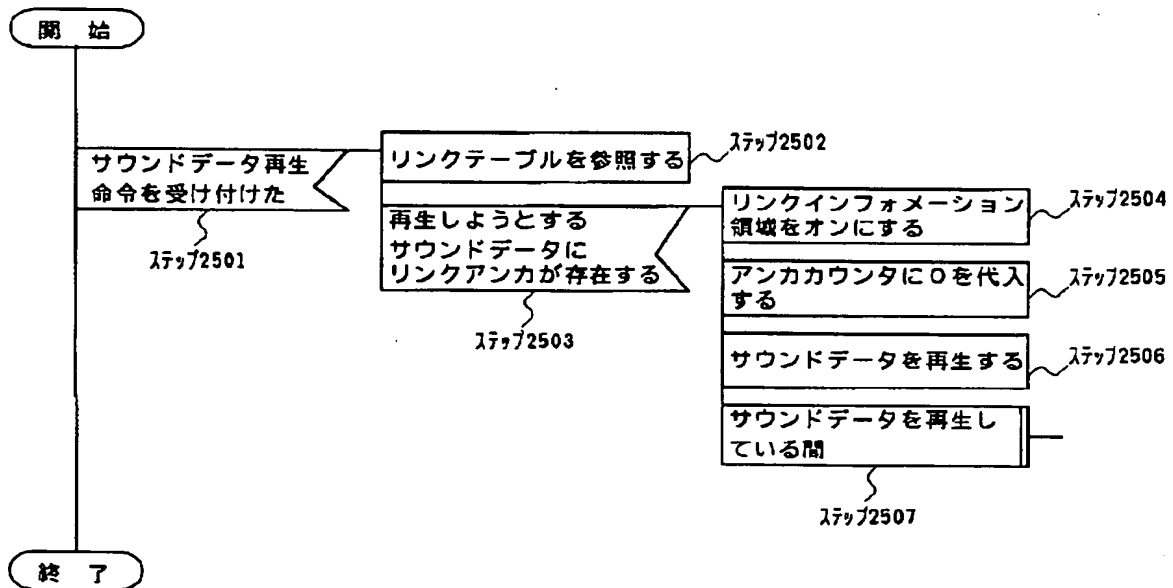 開 始
サウンドデータ再生
命令を受け付けた
ステップ2501
リンクテーブルを参照する
ステップ2502
再生しようとする
サウンドデータに
リンクアンカが存在する
ステップ2503
リンクインフォメーション
領域をオンにする
ステップ2504
アンカカウンタに0を代入
する
ステップ2505
サウンドデータを再生する
ステップ2506
サウンドデータを再生し
ている間
ステップ2507
終 了